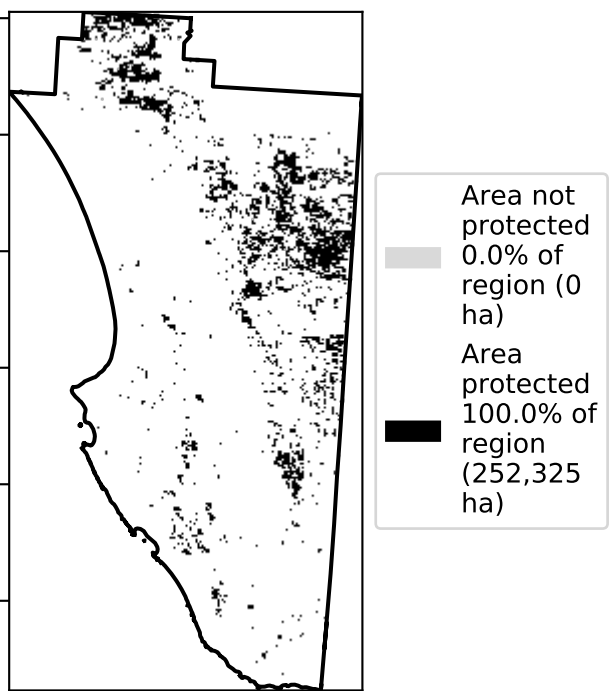 Area not
protected
0.0% of
region (0
ha)
Area
protected
100.0% of
region
(252,325
ha)